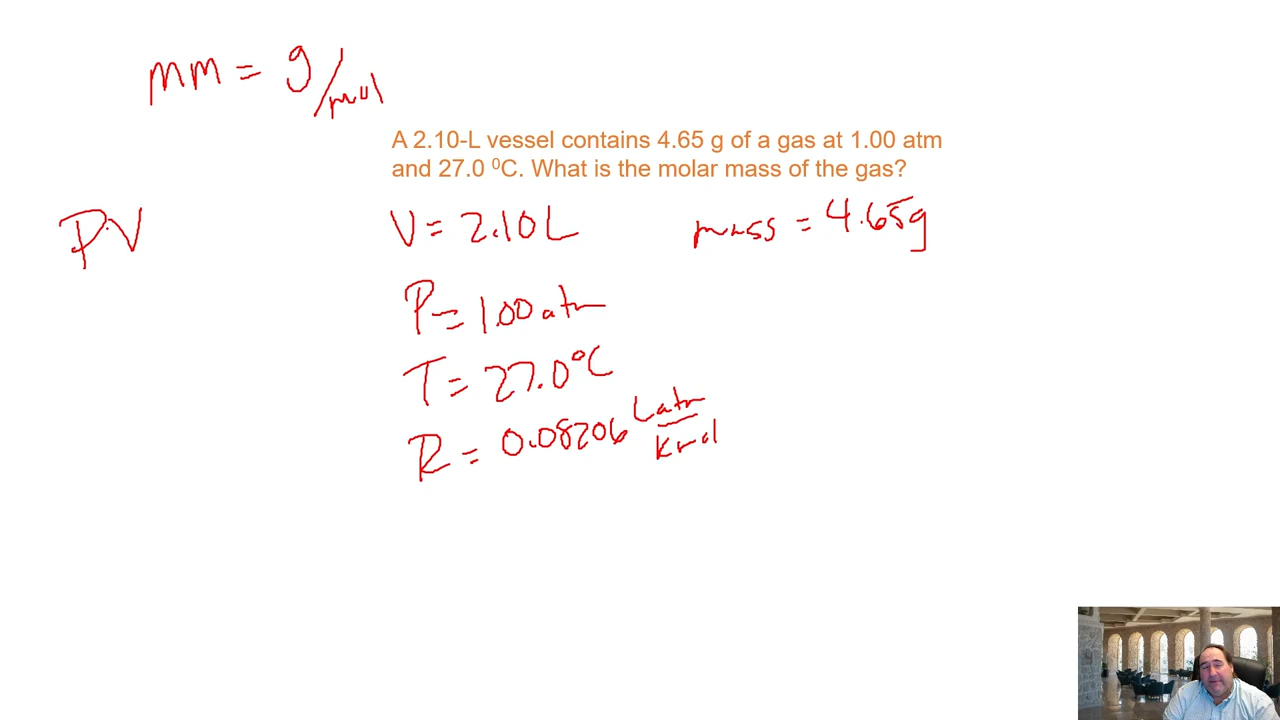 mm = g/mol
A 2.10-L vessel contains 4.65 g of a gas at 1.00 atm
and 27.0 ⁰C. What is the molar mass of the gas?
PV
V = 2.10 L
mass = 4.65g
P = 1.00 atm
T = 27.0°C
R = 0.08206 L atm
K mol